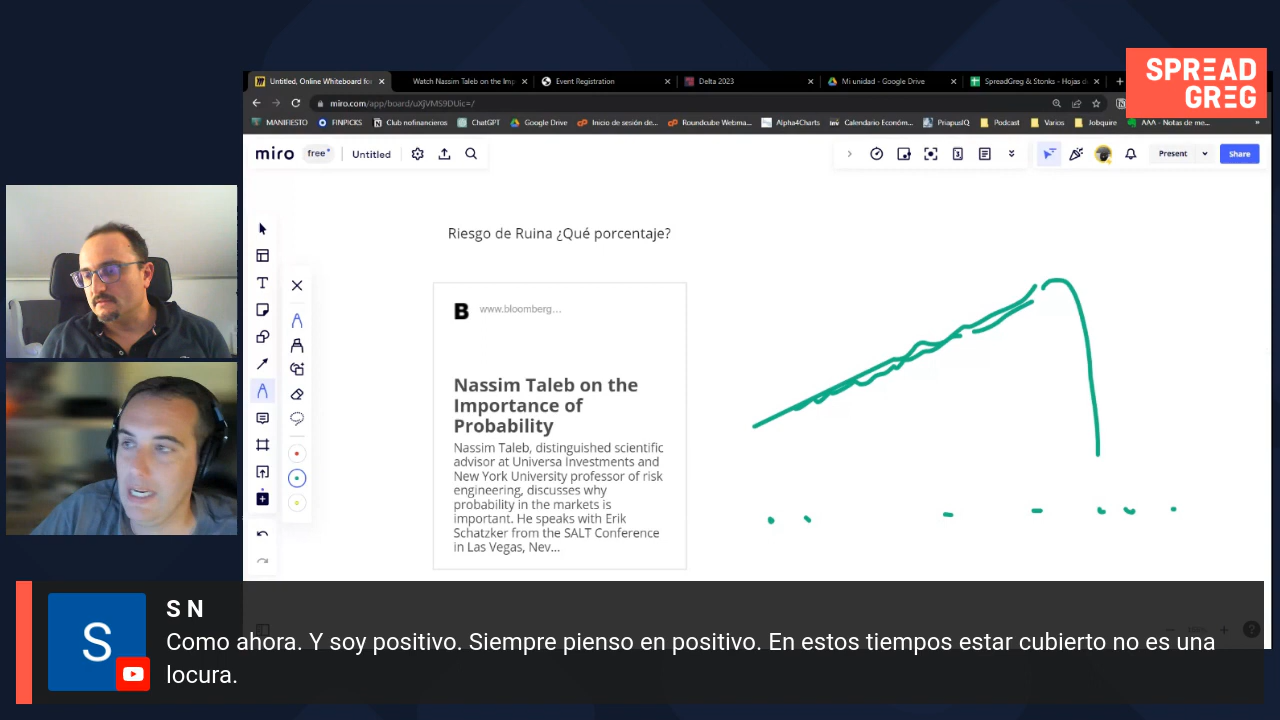 SPREAD
GREG
Untitled, Online Whiteboard for
Watch Nassim Taleb on the Imp
Event Registration
Delta 2023
Mi unidad - Google Drive
SpreadGreg & Stonks - Hojas d
miro.com/app/board/uXjVMS9DUic=/
MANIFIESTO
FINPICKS
Club nofinancieros
ChatGPT
Google Drive
Inicio de sesión de...
Roundcube Webma...
Alpha4Charts
Calendario Económ...
PriapusIQ
Podcast
Varios
Jobquire
AAA - Notas de me...
miro
free
Untitled
Present
Share
Riesgo de Ruina ¿Qué porcentaje?
B
www.bloomberg...
Nassim Taleb on the
Importance of
Probability
Nassim Taleb, distinguished scientific
advisor at Universa Investments and
New York University professor of risk
engineering, discusses why
probability in the markets is
important. He speaks with Erik
Schatzker from the SALT Conference
in Las Vegas, Nev...
S
S N
Como ahora. Y soy positivo. Siempre pienso en positivo. En estos tiempos estar cubierto no es una
locura.